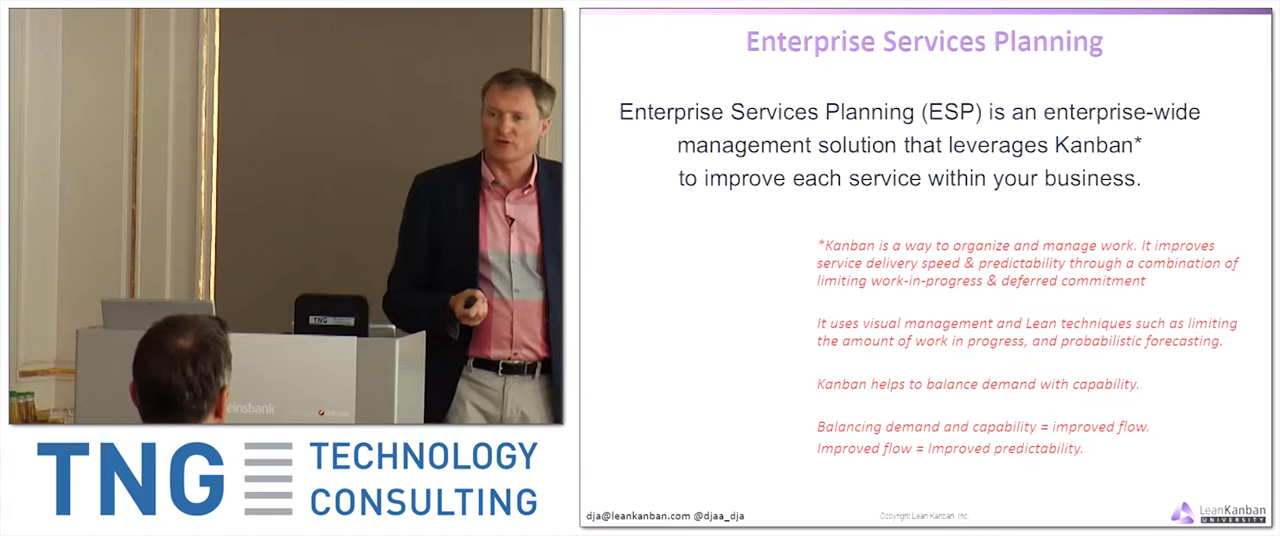 TNG
einsbank
TNG TECHNOLOGY
CONSULTING
Enterprise Services Planning
Enterprise Services Planning (ESP) is an enterprise-wide
management solution that leverages Kanban*
to improve each service within your business.
*Kanban is a way to organize and manage work. It improves
service delivery speed & predictability through a combination of
limiting work-in-progress & deferred commitment
It uses visual management and Lean techniques such as limiting
the amount of work in progress, and probabilistic forecasting.
Kanban helps to balance demand with capability.
Balancing demand and capability = improved flow.
Improved flow = Improved predictability.
dja@leankanban.com @djaa_dja
Copyright Lean Kanban, Inc.
LeanKanban
UNIVERSITY